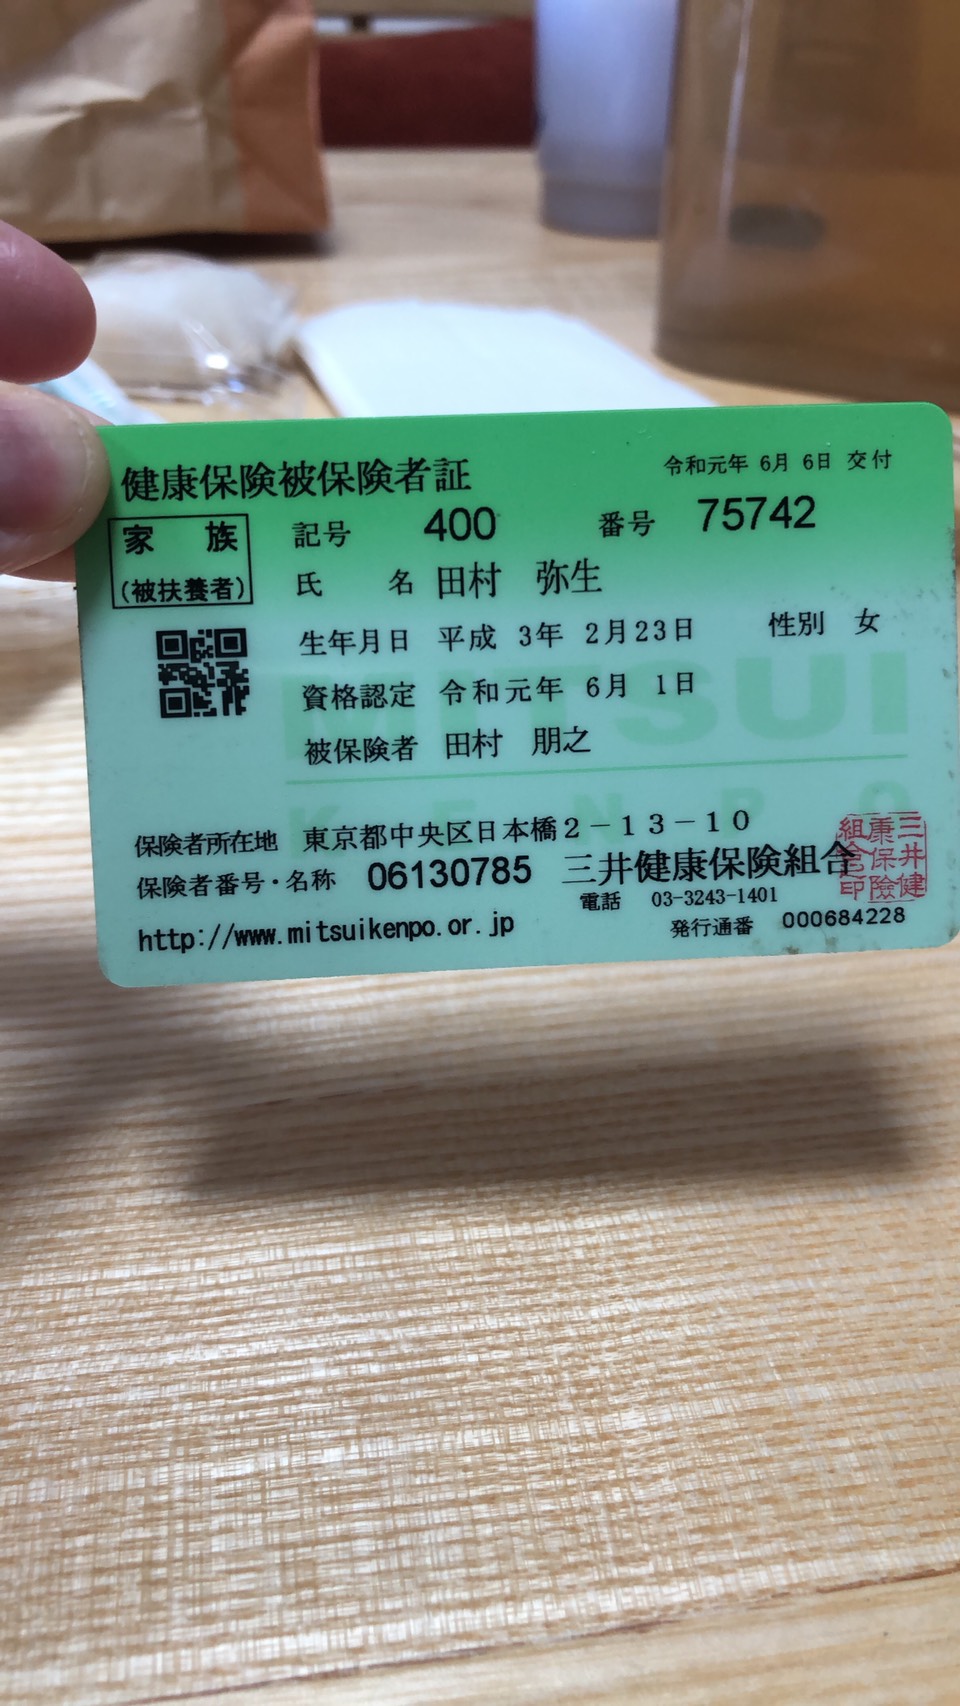 健康保険被保険者証
令和元年 6月 6日 交付
家 族
(被扶養者)
記号 400 番号 75742
氏 名 田村 弥生
生年月日 平成 3年 2月23日 性別 女
資格認定 令和元年 6月 1日
被保険者 田村 朋之
MITSUI
KENPO
保険者所在地 東京都中央区日本橋2-13-10
保険者番号・名称 06130785 三井健康保険組合
電話 03-3243-1401
http://www.mitsuikenpo.or.jp
発行通番 000684228
三井健康保險組合印